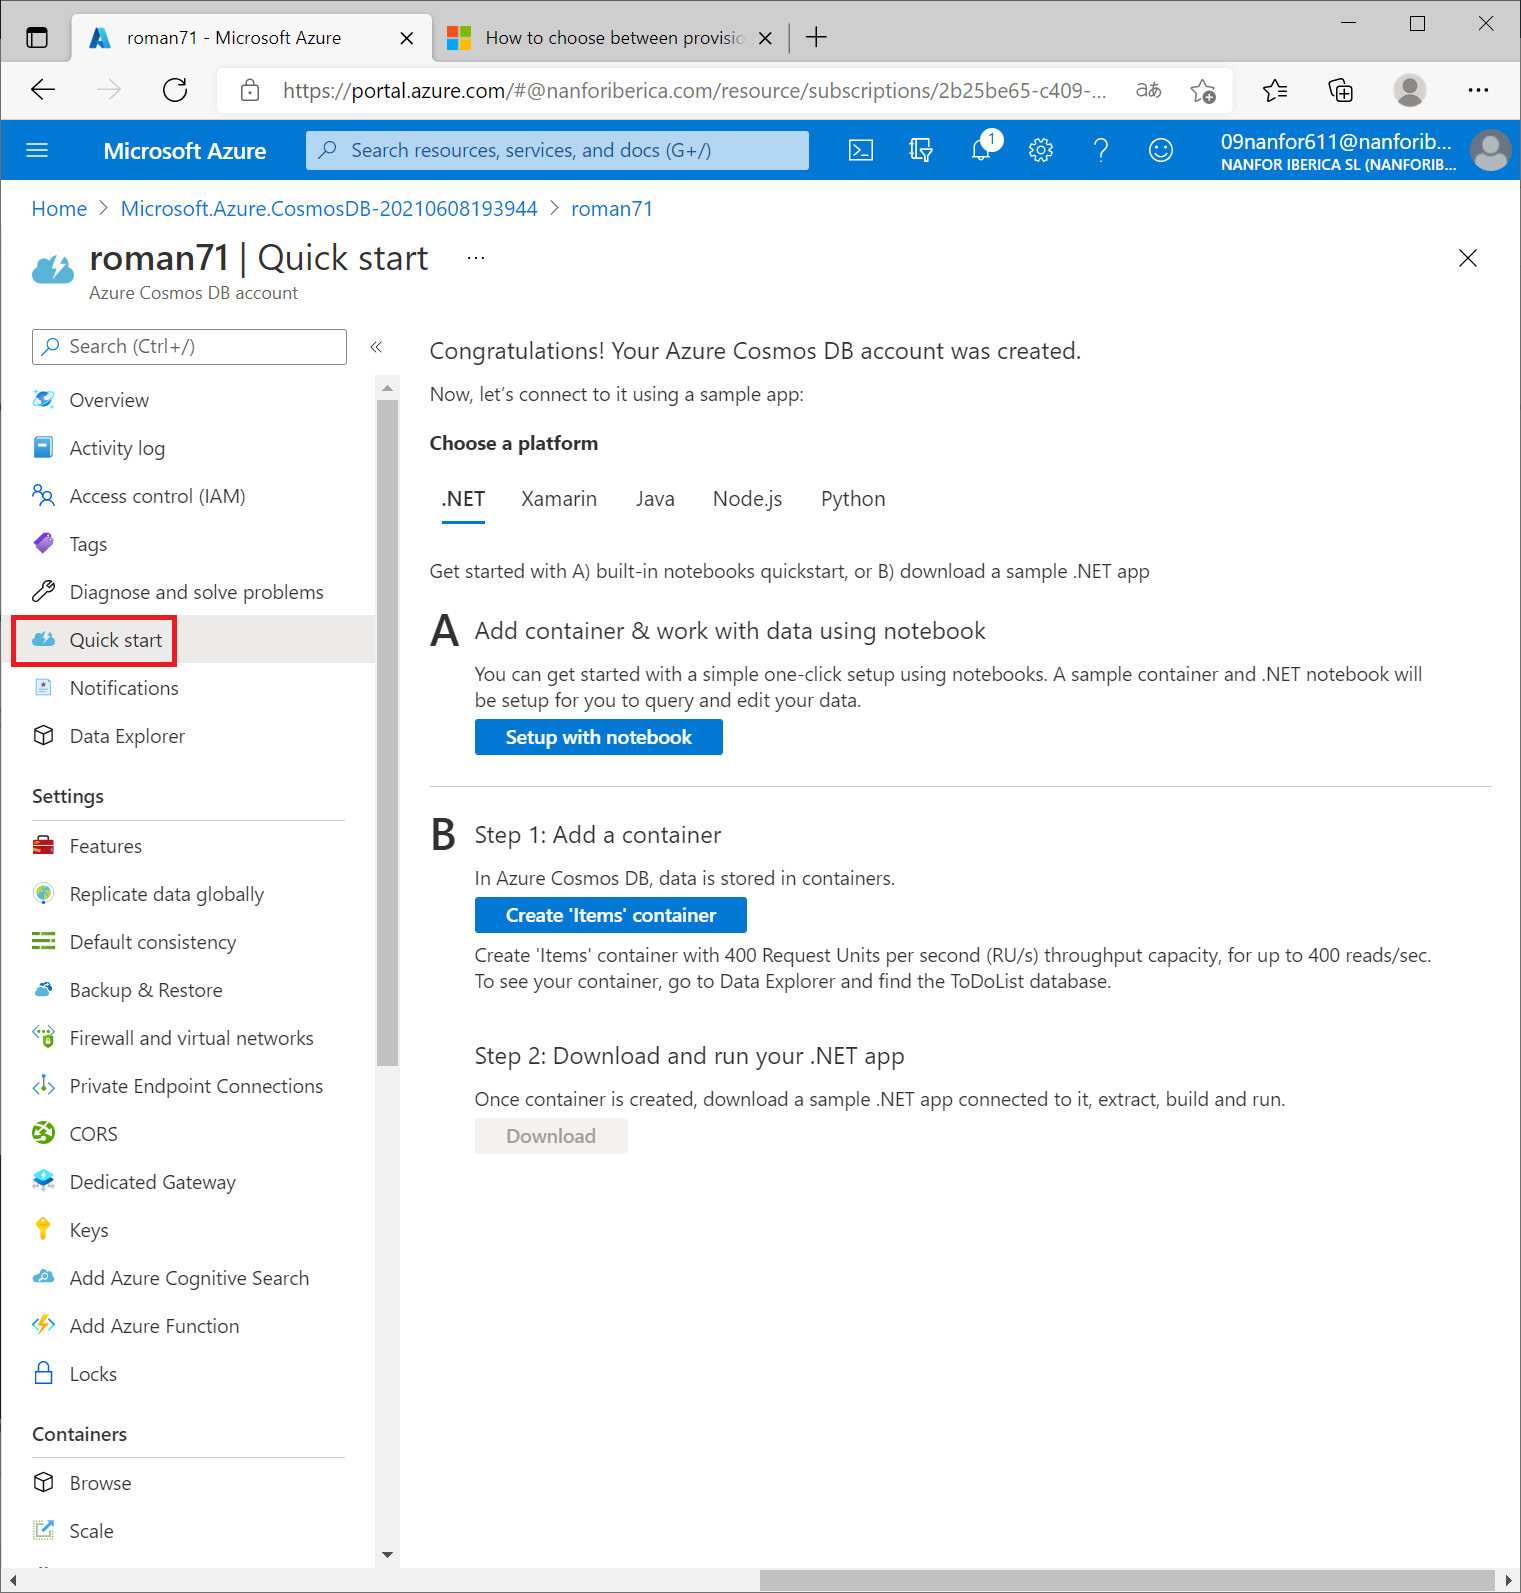 roman71 - Microsoft Azure
How to choose between provisio
https://portal.azure.com/#@nanforiberica.com/resource/subscriptions/2b25be65-c409-...
aあ
Microsoft Azure
Search resources, services, and docs (G+/)
1
09nanfor611@nanforib...
NANFOR IBERICA SL (NANFORIB...
Home > Microsoft.Azure.CosmosDB-20210608193944 > roman71
roman71 | Quick start ...
Azure Cosmos DB account
Search (Ctrl+/)
«
Overview
Activity log
Access control (IAM)
Tags
Diagnose and solve problems
Quick start
Notifications
Data Explorer
Settings
Features
Replicate data globally
Default consistency
Backup & Restore
Firewall and virtual networks
Private Endpoint Connections
CORS
Dedicated Gateway
Keys
Add Azure Cognitive Search
Add Azure Function
Locks
Containers
Browse
Scale
Congratulations! Your Azure Cosmos DB account was created.
Now, let’s connect to it using a sample app:
Choose a platform
.NET Xamarin Java Node.js Python
Get started with A) built-in notebooks quickstart, or B) download a sample .NET app
A Add container & work with data using notebook
You can get started with a simple one-click setup using notebooks. A sample container and .NET notebook will
be setup for you to query and edit your data.
Setup with notebook
B Step 1: Add a container
In Azure Cosmos DB, data is stored in containers.
Create 'Items' container
Create 'Items' container with 400 Request Units per second (RU/s) throughput capacity, for up to 400 reads/sec.
To see your container, go to Data Explorer and find the ToDoList database.
Step 2: Download and run your .NET app
Once container is created, download a sample .NET app connected to it, extract, build and run.
Download